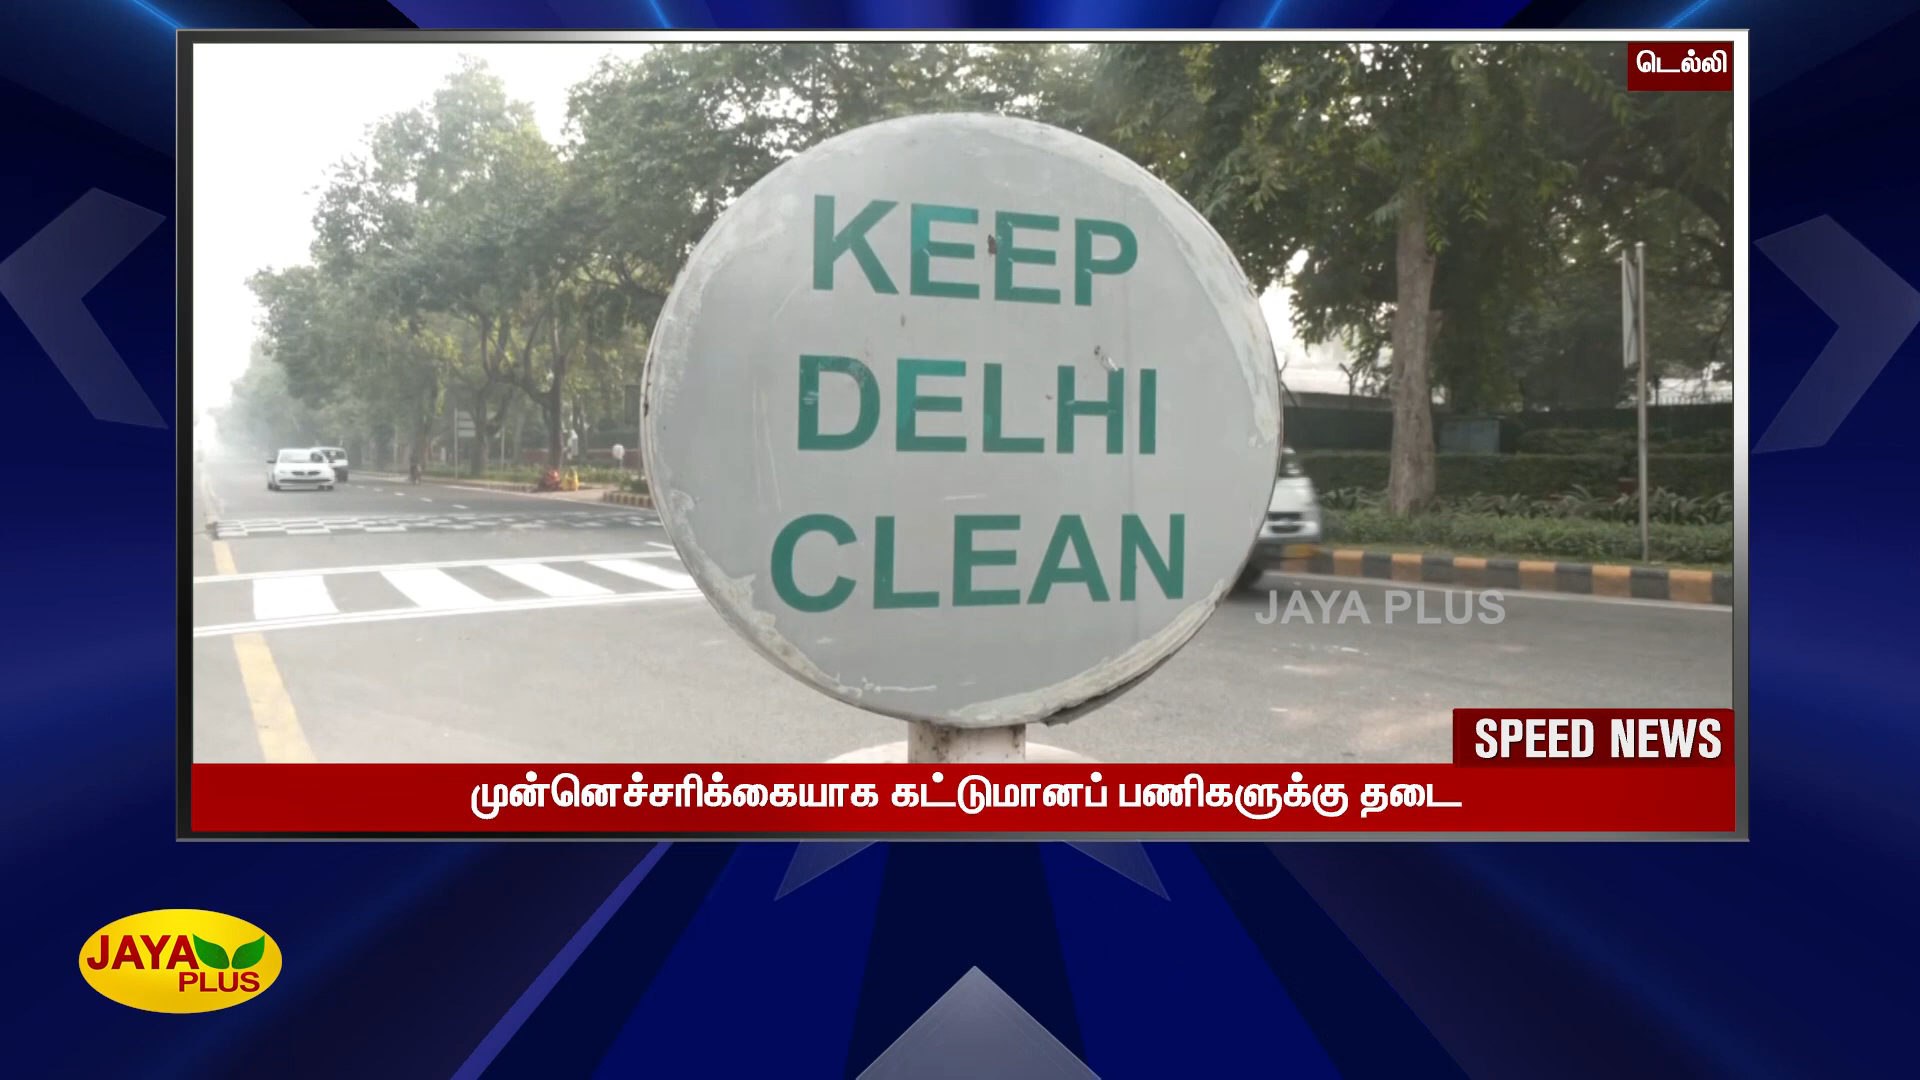 டெல்லி
KEEP
DELHI
CLEAN
JAYA PLUS
SPEED NEWS
முன்னெச்சரிக்கையாக கட்டுமானப் பணிகளுக்கு தடை
JAYA
PLUS